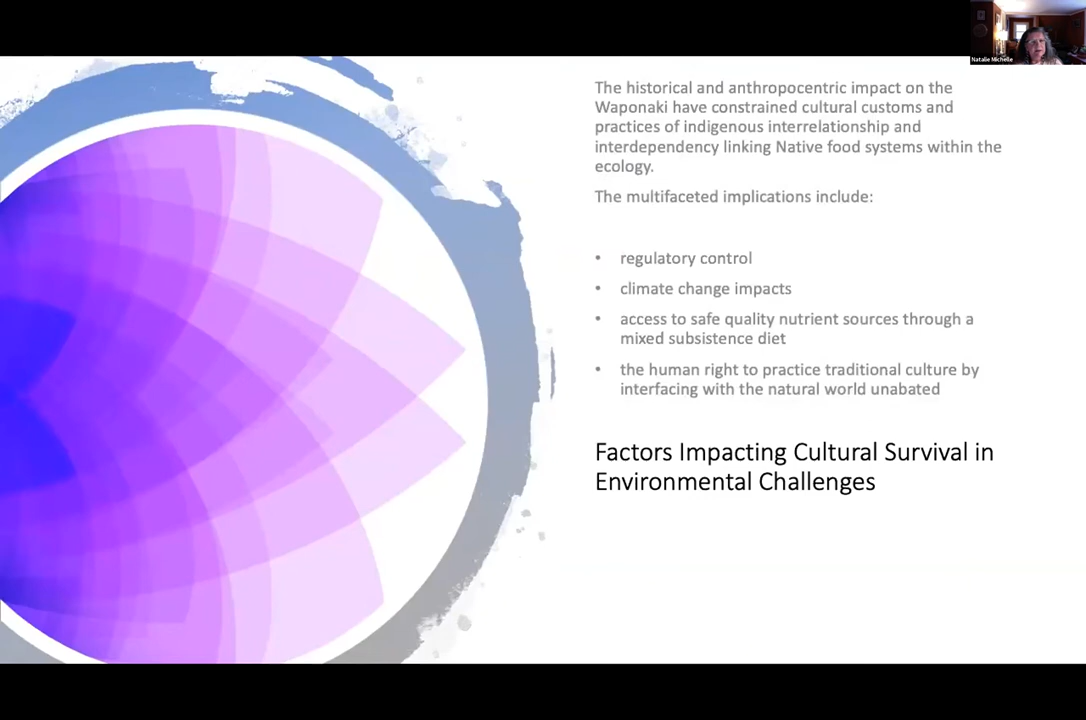 Natalie Michelle
The historical and anthropocentric impact on the
Waponaki have constrained cultural customs and
practices of indigenous interrelationship and
interdependency linking Native food systems within the
ecology.
The multifaceted implications include:
• regulatory control
• climate change impacts
• access to safe quality nutrient sources through a
mixed subsistence diet
• the human right to practice traditional culture by
interfacing with the natural world unabated
Factors Impacting Cultural Survival in
Environmental Challenges